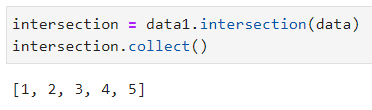 intersection = data1.intersection(data)
intersection.collect()
[1, 2, 3, 4, 5]